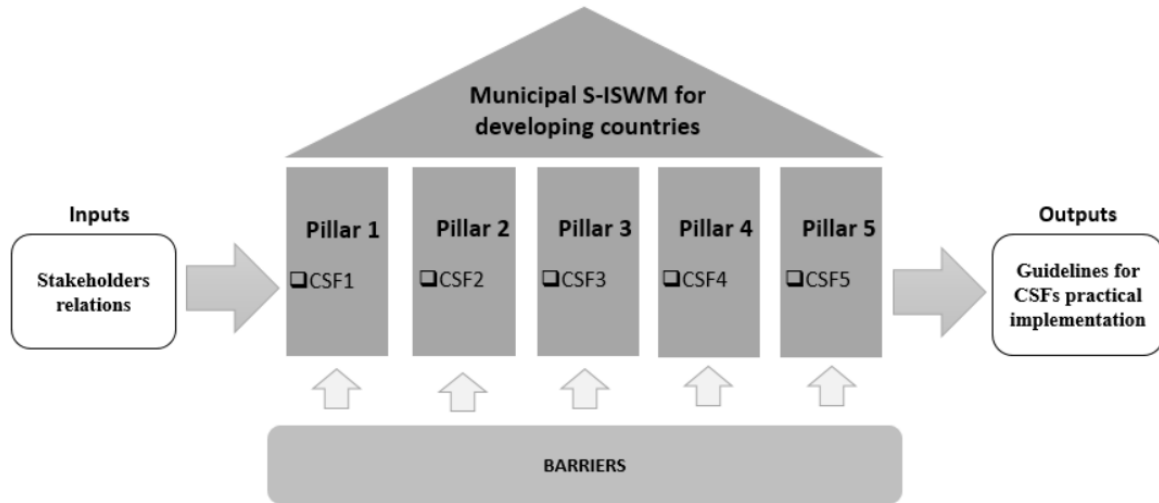 Municipal S-ISWM for
developing countries
Inputs
Stakeholders
relations
Pillar 1
❑CSF1
Pillar 2
❑CSF2
Pillar 3
❑CSF3
Pillar 4
❑CSF4
Pillar 5
❑CSF5
Outputs
Guidelines for
CSFs practical
implementation
BARRIERS